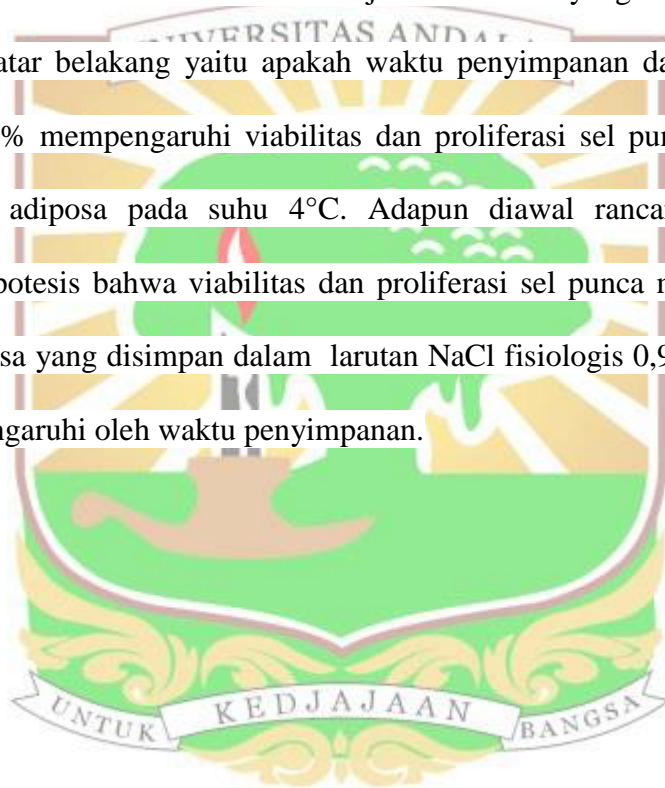 UNIVERSITAS ANDALA
atar belakang yaitu apakah waktu penyimpanan da
% mempengaruhi viabilitas dan proliferasi sel pun
adiposa pada suhu 4°C. Adapun diawal ranca
potesis bahwa viabilitas dan proliferasi sel punca
sa yang disimpan dalam larutan NaCl fisiologis 0,9
ngaruhi oleh waktu penyimpanan.
UNTUK KEDJAJAAN BANGSA